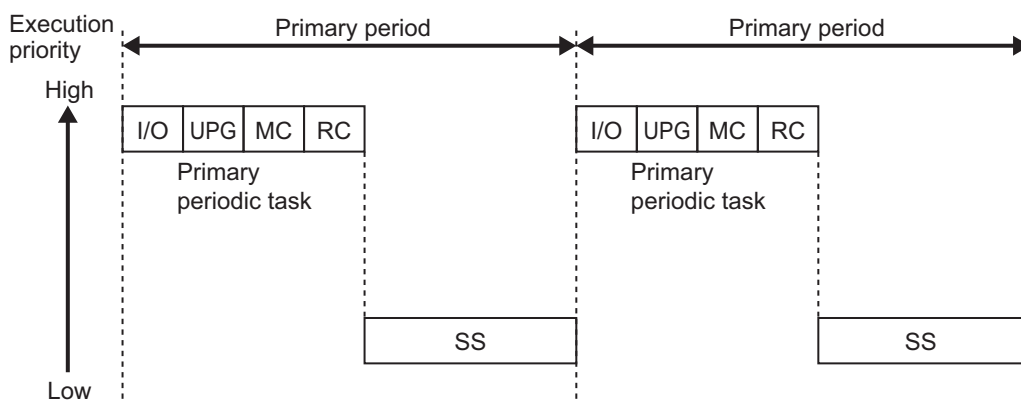 Execution
priority
Primary period
Primary period
High
I/O UPG MC RC
I/O UPG MC RC
Primary
periodic task
Primary
periodic task
SS
SS
Low